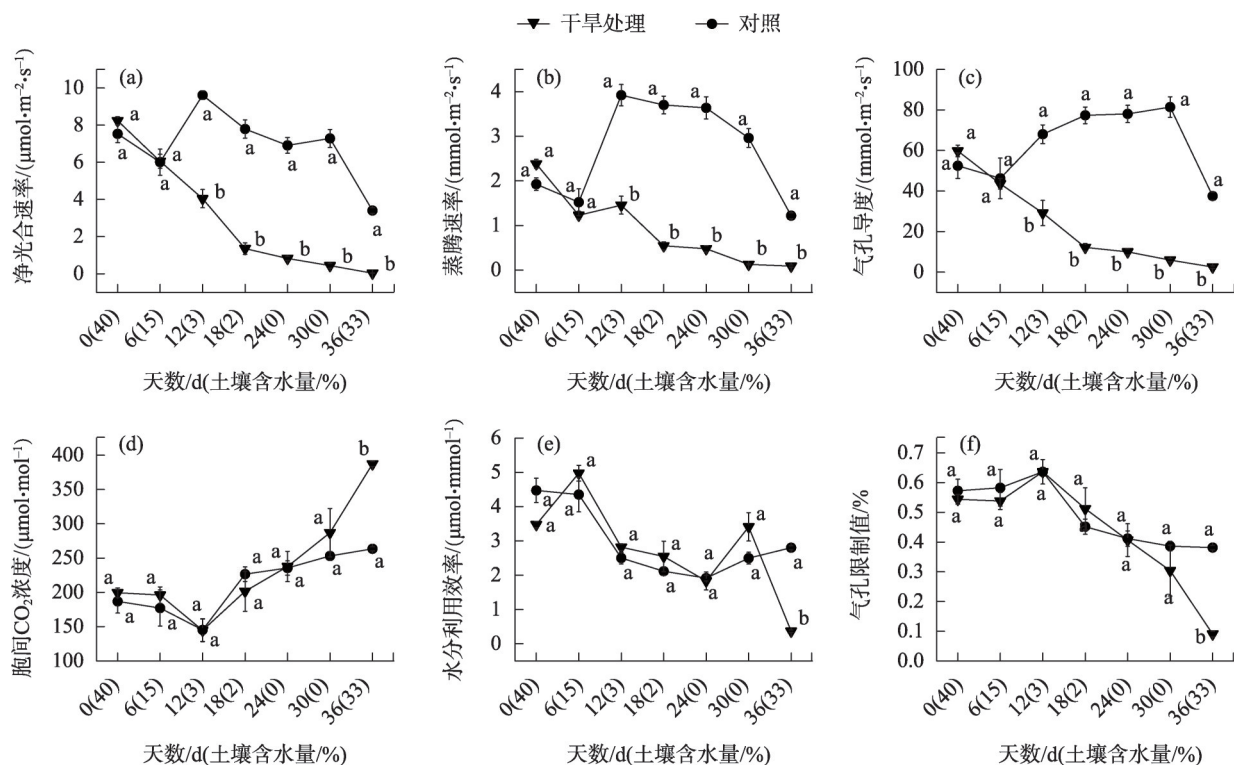 干旱处理 对照
(a)
净光合速率/(μmol·m⁻²·s⁻¹)
10
8
6
4
2
0
a a a b b b b
a a a a a a a
0(40) 6(15) 12(3) 18(2) 24(0) 30(0) 36(33)
天数/d(土壤含水量/%)
(b)
蒸腾速率/(mmol·m⁻²·s⁻¹)
4
3
2
1
0
a a a a a a a
a a b b b b b
0(40) 6(15) 12(3) 18(2) 24(0) 30(0) 36(33)
天数/d(土壤含水量/%)
(c)
气孔导度/(mmol·m⁻²·s⁻¹)
100
80
60
40
20
0
a a a a a a a
a a b b b b b
0(40) 6(15) 12(3) 18(2) 24(0) 30(0) 36(33)
天数/d(土壤含水量/%)
(d)
胞间CO₂浓度/(μmol·mol⁻¹)
400
350
300
250
200
150
100
a a a a a a b
a a a a a a a
0(40) 6(15) 12(3) 18(2) 24(0) 30(0) 36(33)
天数/d(土壤含水量/%)
(e)
水分利用效率/(μmol·mmol⁻¹)
6
5
4
3
2
1
0
a a a a a a a
a a a a a a b
0(40) 6(15) 12(3) 18(2) 24(0) 30(0) 36(33)
天数/d(土壤含水量/%)
(f)
气孔限制值/%
0.7
0.6
0.5
0.4
0.3
0.2
0.1
0.0
a a a a a a a
a a a a a a b
0(40) 6(15) 12(3) 18(2) 24(0) 30(0) 36(33)
天数/d(土壤含水量/%)